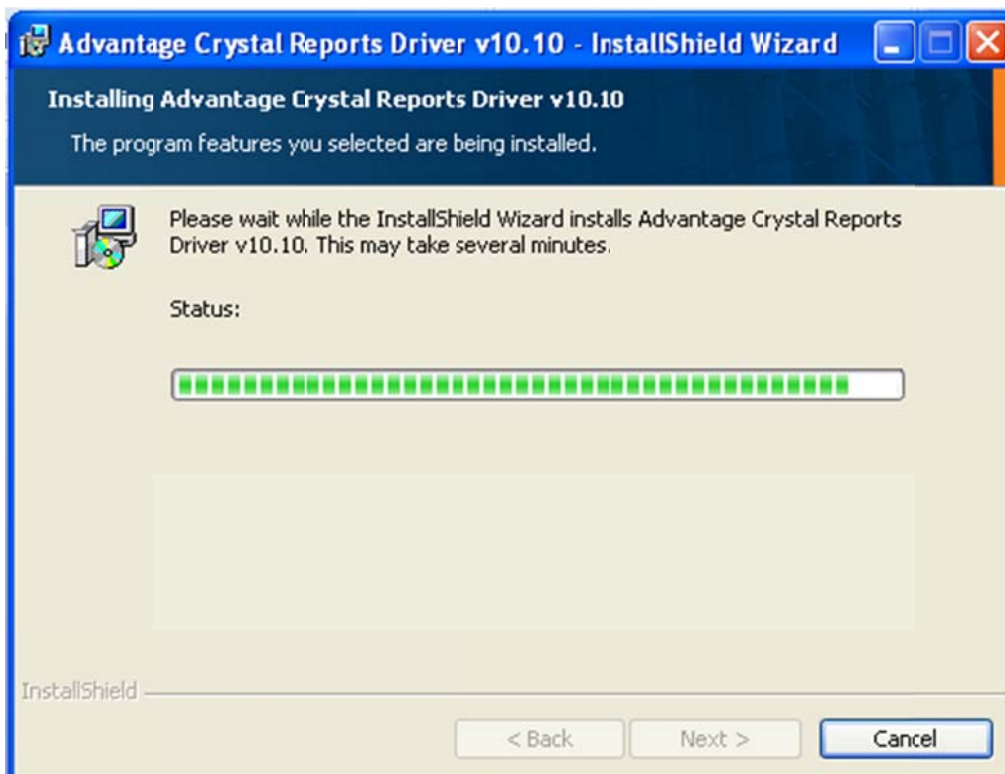 Advantage Crystal Reports Driver v10.10 - InstallShield Wizard
Installing Advantage Crystal Reports Driver v10.10
The program features you selected are being installed.
Please wait while the InstallShield Wizard installs Advantage Crystal Reports
Driver v10.10. This may take several minutes.
Status:
InstallShield
< Back
Next >
Cancel